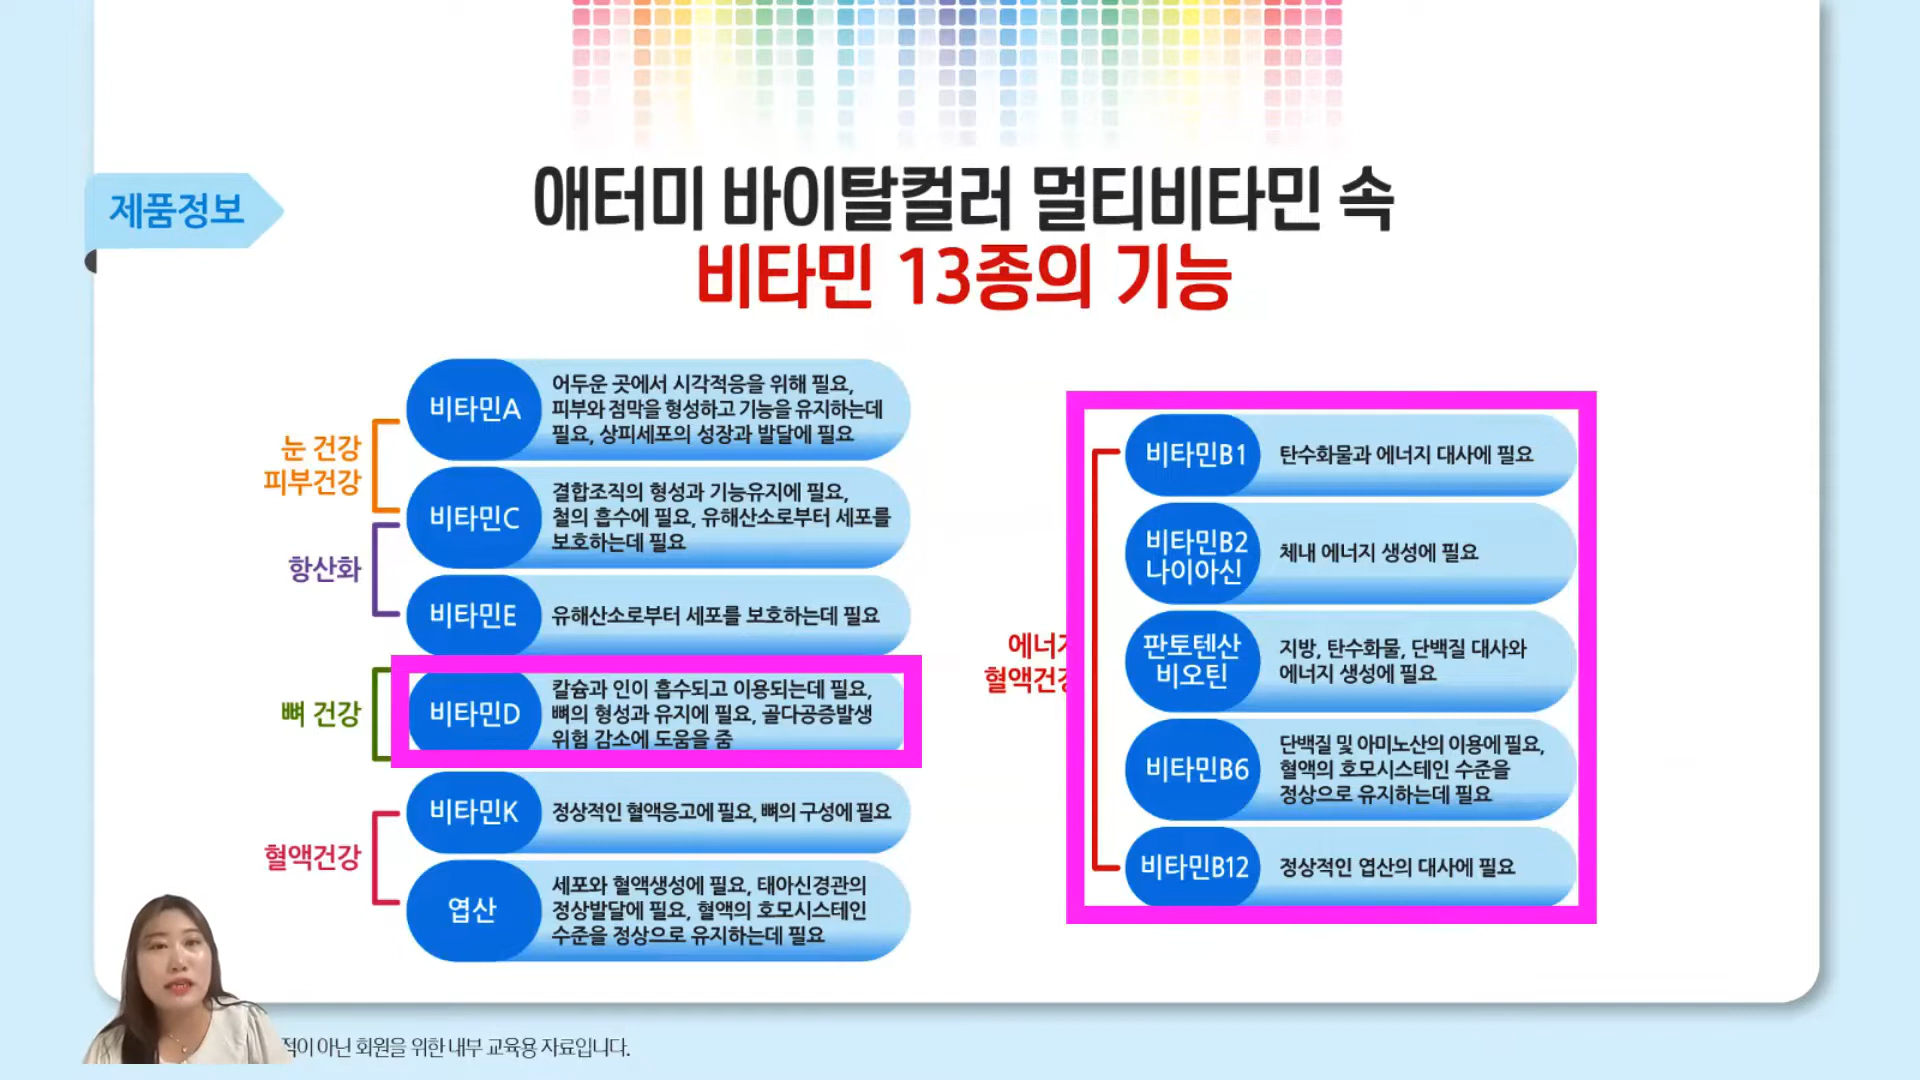 제품정보
애터미 바이탈컬러 멀티비타민 속
비타민 13종의 기능
눈 건강
피부건강
비타민A
어두운 곳에서 시각적응을 위해 필요,
피부와 점막을 형성하고 기능을 유지하는데
필요, 상피세포의 성장과 발달에 필요
비타민C
결합조직의 형성과 기능유지에 필요,
철의 흡수에 필요, 유해산소로부터 세포를
보호하는데 필요
항산화
비타민E
유해산소로부터 세포를 보호하는데 필요
뼈 건강
비타민D
칼슘과 인이 흡수되고 이용되는데 필요,
뼈의 형성과 유지에 필요, 골다공증발생
위험 감소에 도움을 줌
혈액건강
비타민K
정상적인 혈액응고에 필요, 뼈의 구성에 필요
엽산
세포와 혈액생성에 필요, 태아신경관의
정상발달에 필요, 혈액의 호모시스테인
수준을 정상으로 유지하는데 필요
에너지
혈액건강
비타민B1
탄수화물과 에너지 대사에 필요
비타민B2
나이아신
체내 에너지 생성에 필요
판토텐산
비오틴
지방, 탄수화물, 단백질 대사와
에너지 생성에 필요
비타민B6
단백질 및 아미노산의 이용에 필요,
혈액의 호모시스테인 수준을
정상으로 유지하는데 필요
비타민B12
정상적인 엽산의 대사에 필요
아닌 회원을 위한 내부 교육용 자료입니다.